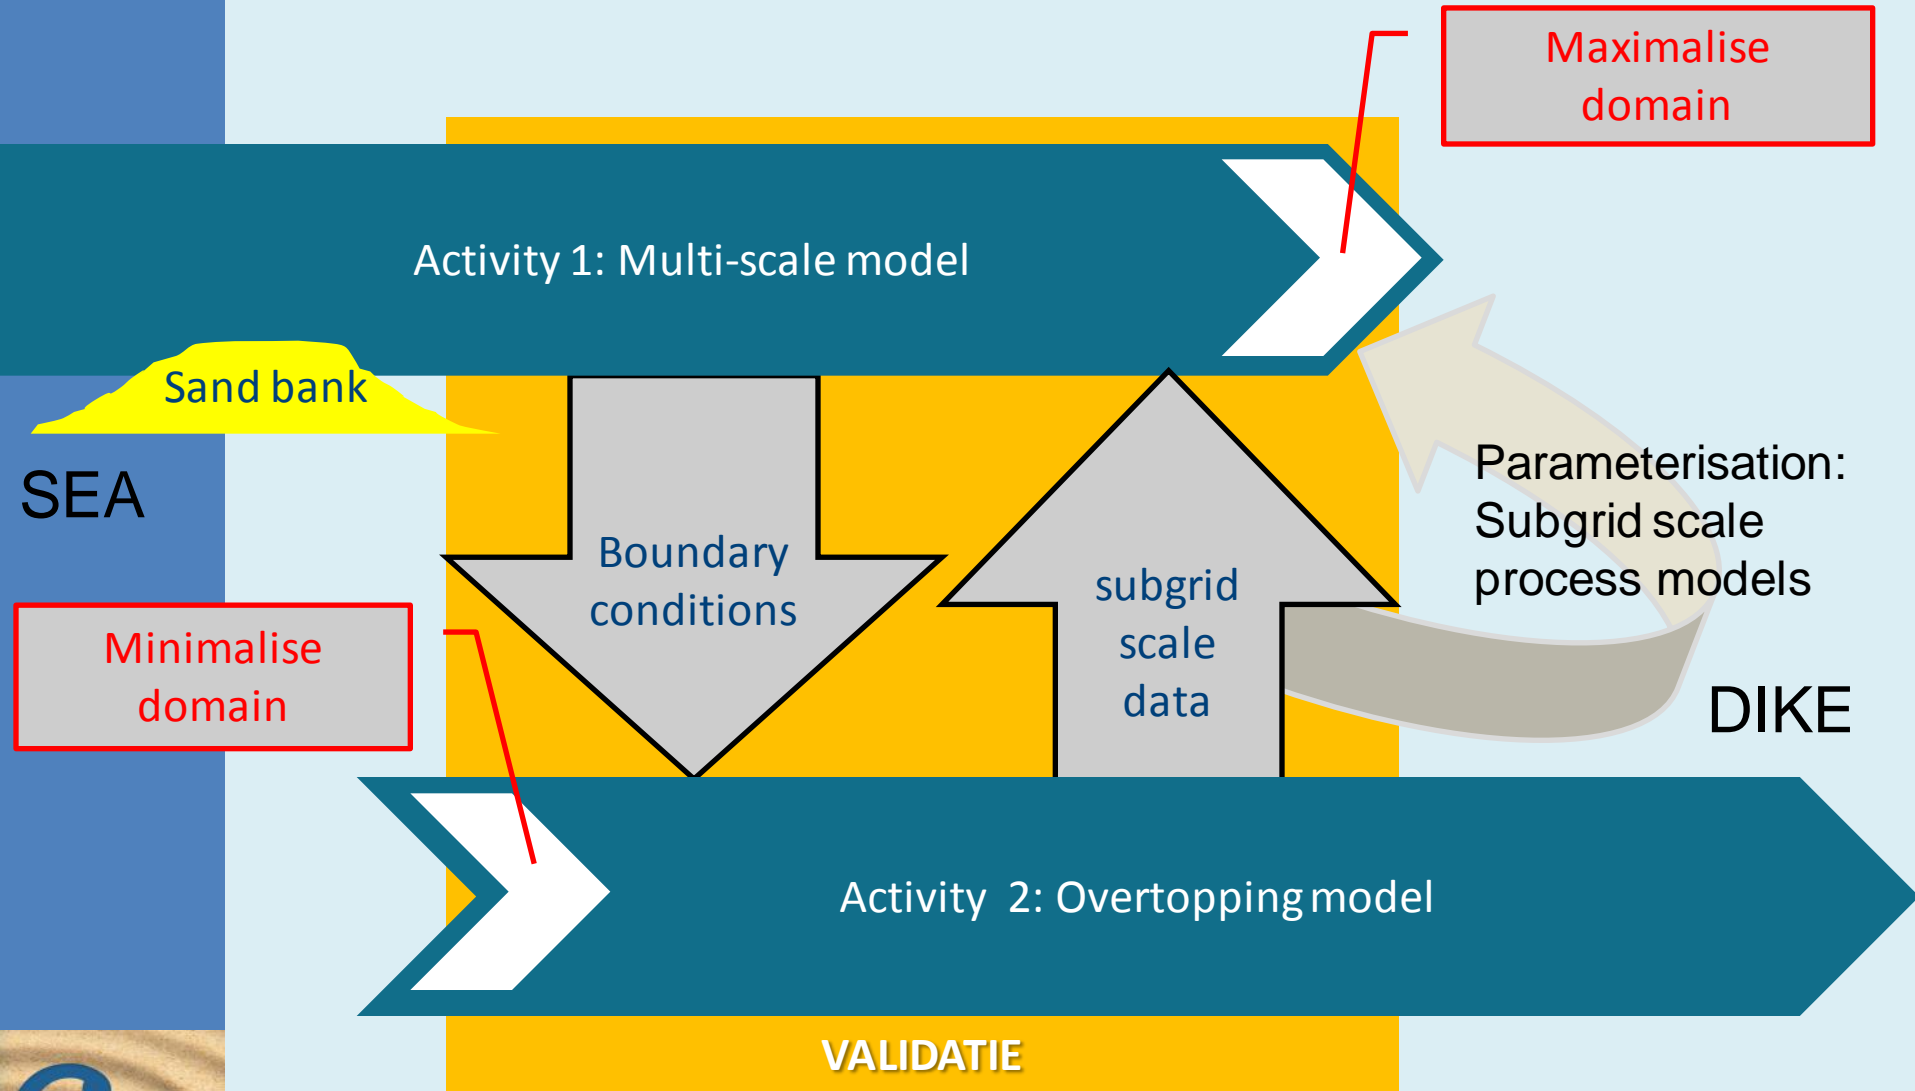 Maximalise
domain
Activity 1: Multi-scale model
Sand bank
SEA
Boundary
conditions
subgrid
scale
data
Parameterisation:
Subgrid scale
process models
Minimalise
domain
DIKE
Activity 2: Overtopping model
VALIDATIE